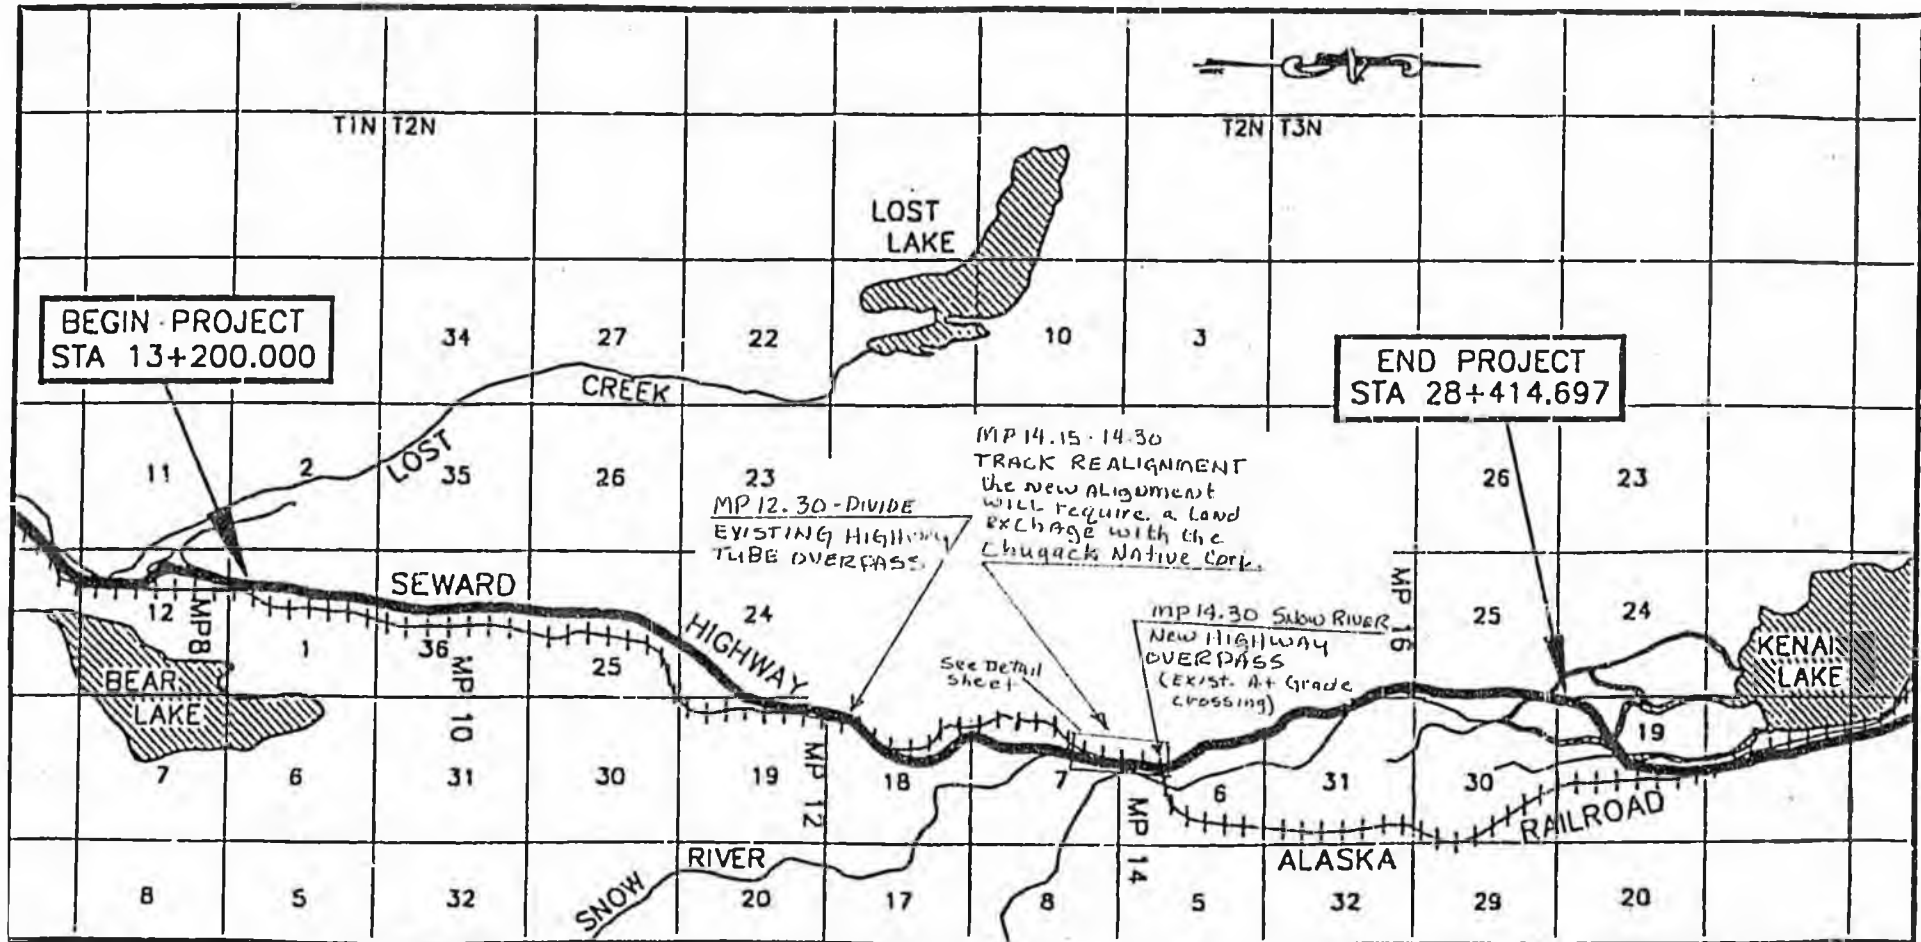 T1N T2N
T2N T3N
LOST
LAKE
BEGIN PROJECT
STA 13+200.000
34
27
22
10
3
END PROJECT
STA 28+414.697
CREEK
LOST
11
2
35
26
23
26
23
MP 14.15 - 14.30
TRACK REALIGNMENT
the New Alignment
will require a Land
Exchage with the
Chugack Native Corp.
MP 12.30 - DIVIDE
EXISTING HIGHWAY
TUBE OVERPASS
SEWARD
HIGHWAY
12
MP8
1
36
MP 10
25
24
MP 16
25
24
MP 14.30 SNOW RIVER
NEW HIGHWAY
OVERPASS
(Exist. At Grade
crossing)
See Detail
Sheet
BEAR
LAKE
KENAI
LAKE
7
6
31
30
19
MP 12
18
7
MP 14
6
31
30
19
RAILROAD
ALASKA
SNOW
RIVER
8
5
32
20
17
8
5
32
29
20